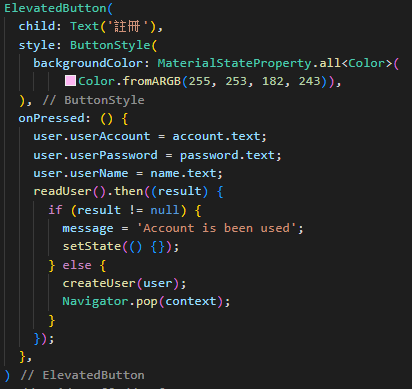 ElevatedButton(
  child: Text('註冊'),
  style: ButtonStyle(
    backgroundColor: MaterialStateProperty.all<Color>(
        Color.fromARGB(255, 253, 182, 243)),
  ), // ButtonStyle
  onPressed: () {
    user.userAccount = account.text;
    user.userPassword = password.text;
    user.userName = name.text;
    readUser().then((result) {
      if (result != null) {
        message = 'Account is been used';
        setState(() {});
      } else {
        createUser(user);
        Navigator.pop(context);
      }
    });
  },
) // ElevatedButton